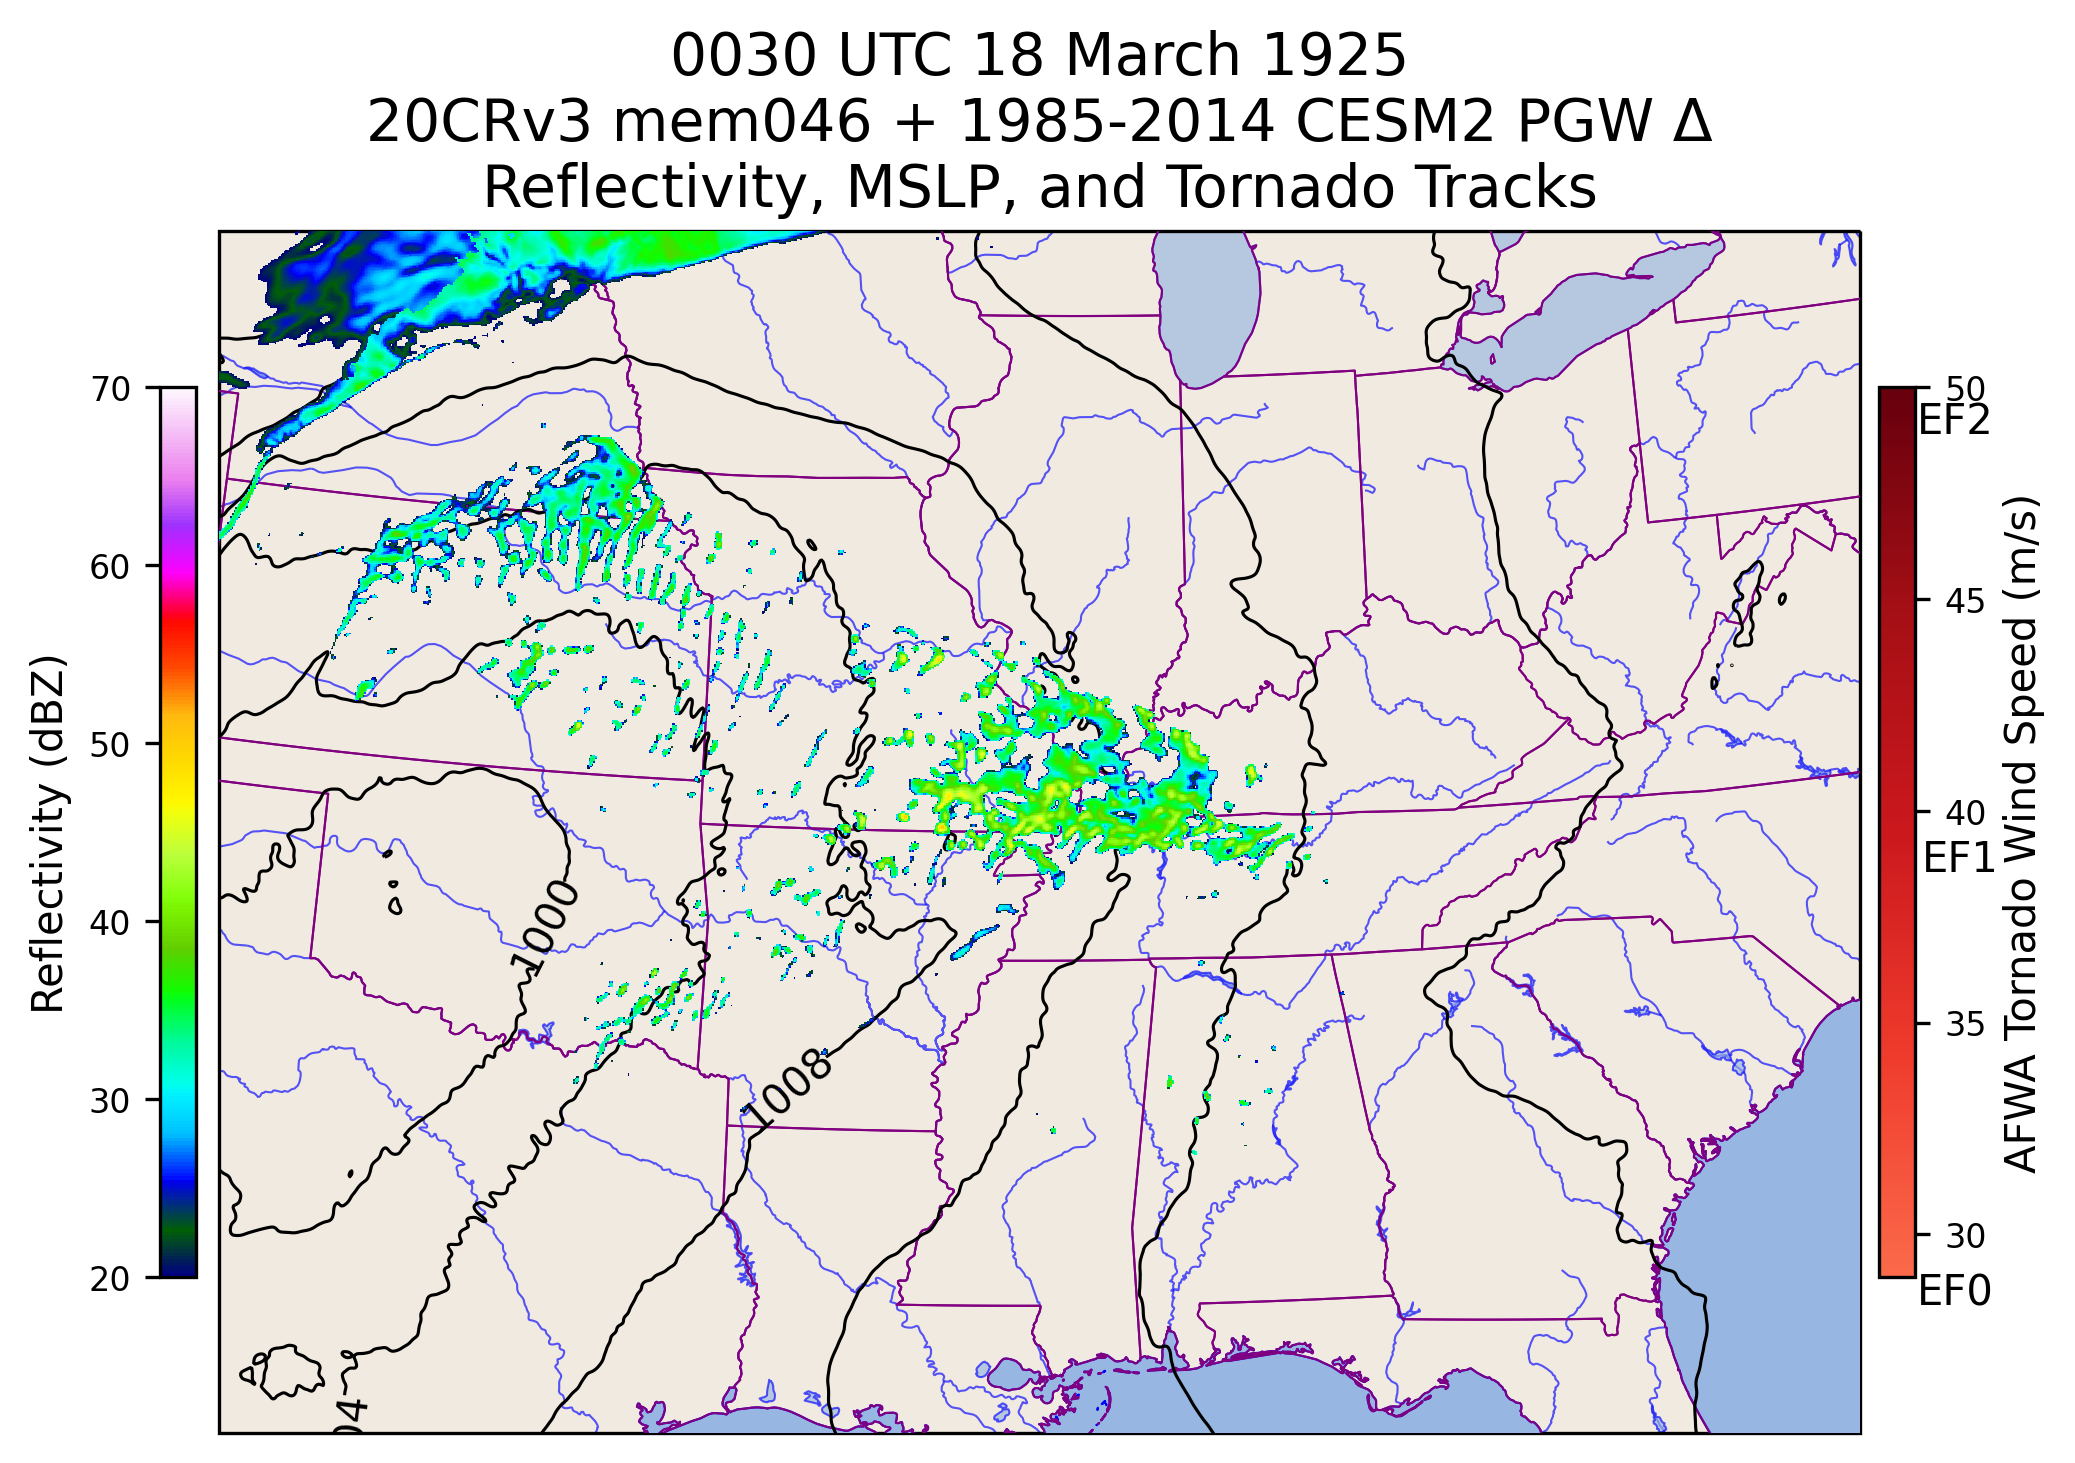 0030 UTC 18 March 1925
20CRv3 mem046 + 1985-2014 CESM2 PGW Δ
Reflectivity, MSLP, and Tornado Tracks
70
60
50
40
30
20
Reflectivity (dBZ)
1000
1008
04
50
EF2
45
40
EF1
35
30
EF0
AFWA Tornado Wind Speed (m/s)